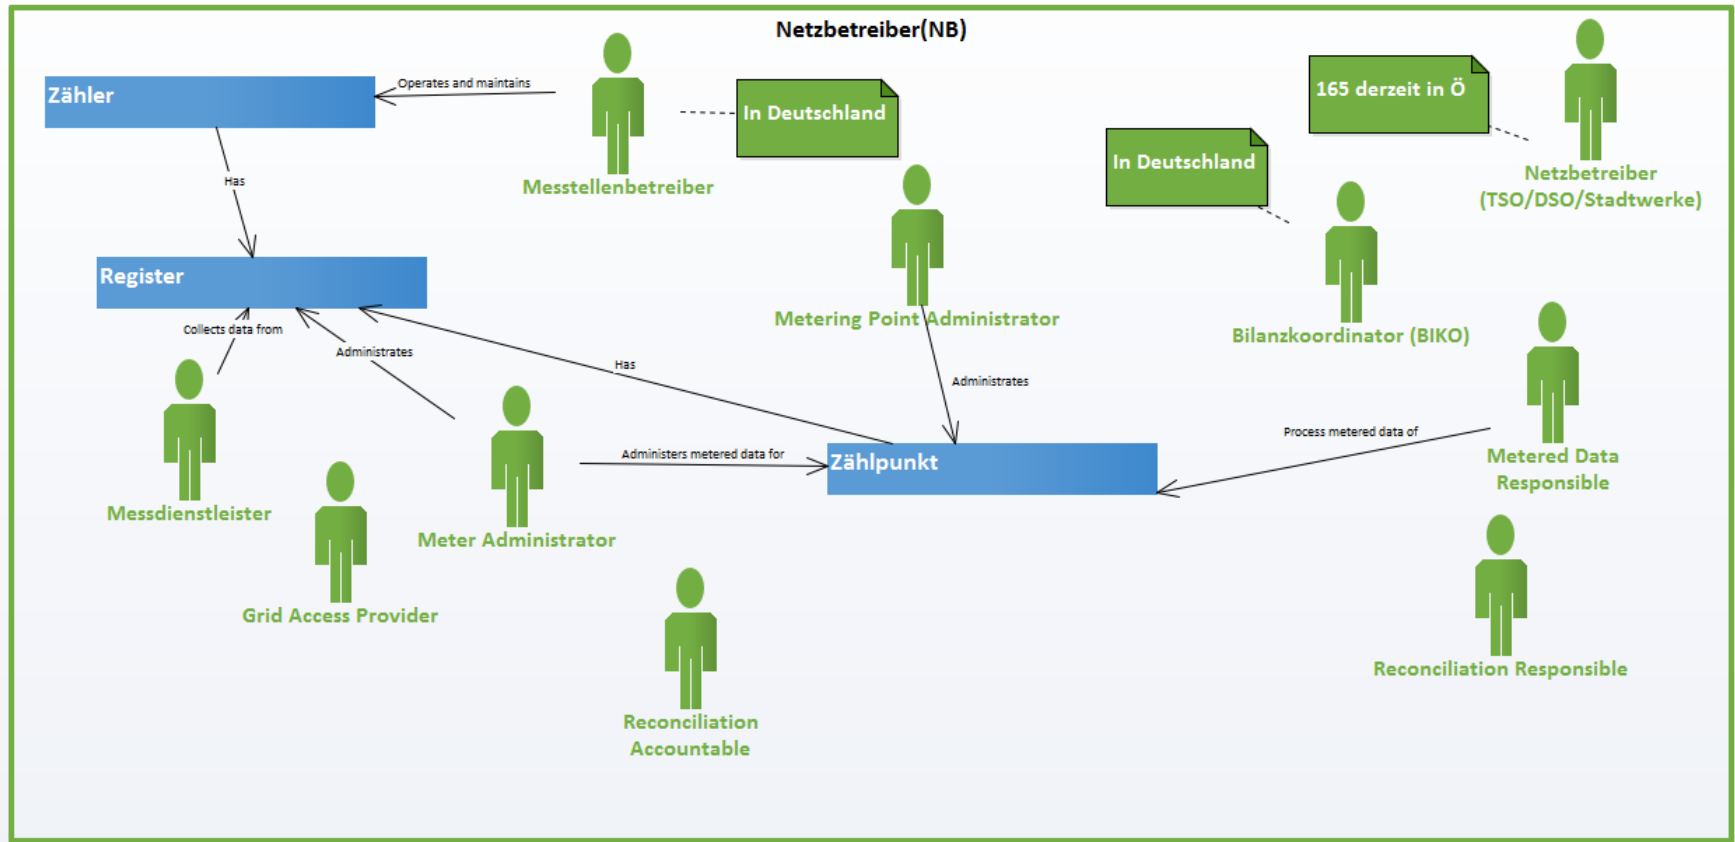 Netzbetreiber(NB)
Zähler
Operates and maintains
In Deutschland
165 derzeit in Ö
In Deutschland
Netzbetreiber
(TSO/DSO/Stadtwerke)
Messtellenbetreiber
Has
Register
Metering Point Administrator
Bilanzkoordinator (BIKO)
Collects data from
Administrates
Has
Administrates
Process metered data of
Administers metered data for
Zählpunkt
Metered Data
Responsible
Messdienstleister
Meter Administrator
Grid Access Provider
Reconciliation Responsible
Reconciliation
Accountable